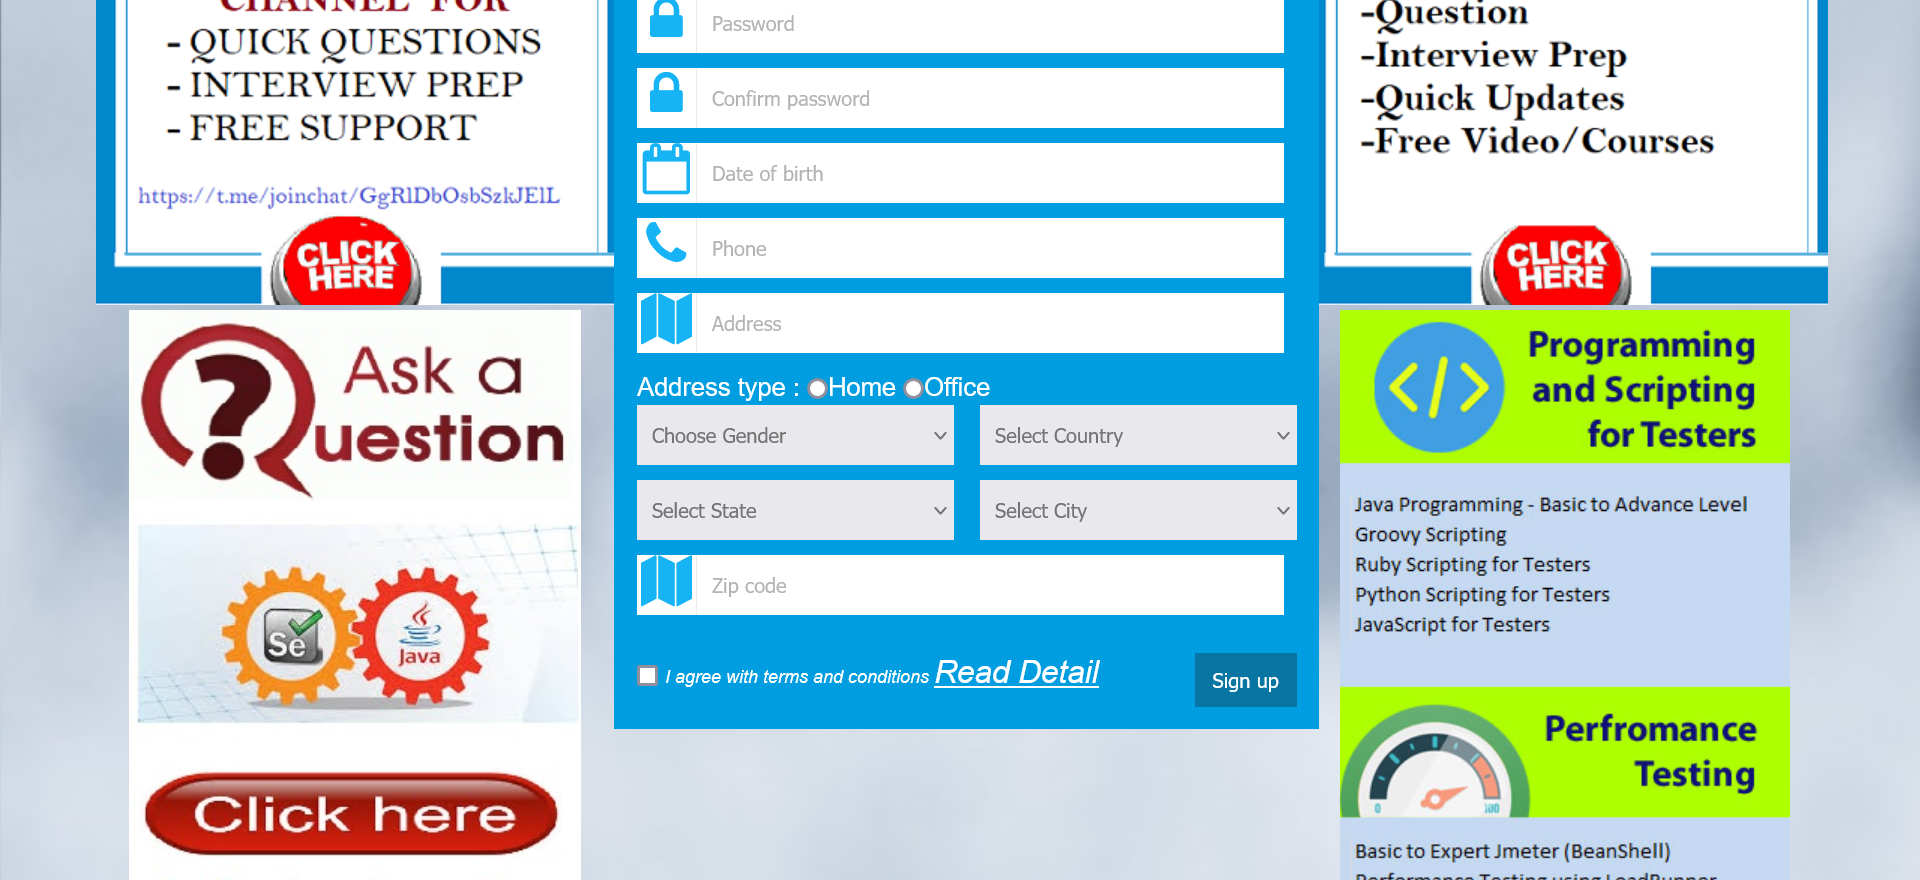 CHANNEL FOR
- QUICK QUESTIONS
- INTERVIEW PREP
- FREE SUPPORT
https://t.me/joinchat/GgRlDbOsbSzkJElL
CLICK
HERE
Ask a
Question
Se
Java
Click here
Password
Confirm password
Date of birth
Phone
Address
Address type : Home Office
Choose Gender
Select Country
Select State
Select City
Zip code
I agree with terms and conditions Read Detail
Sign up
-Question
-Interview Prep
-Quick Updates
-Free Video/Courses
CLICK
HERE
</>
Programming
and Scripting
for Testers
Java Programming - Basic to Advance Level
Groovy Scripting
Ruby Scripting for Testers
Python Scripting for Testers
JavaScript for Testers
Perfromance
Testing
0
100
Basic to Expert Jmeter (BeanShell)
Performance Testing using LoadRunner